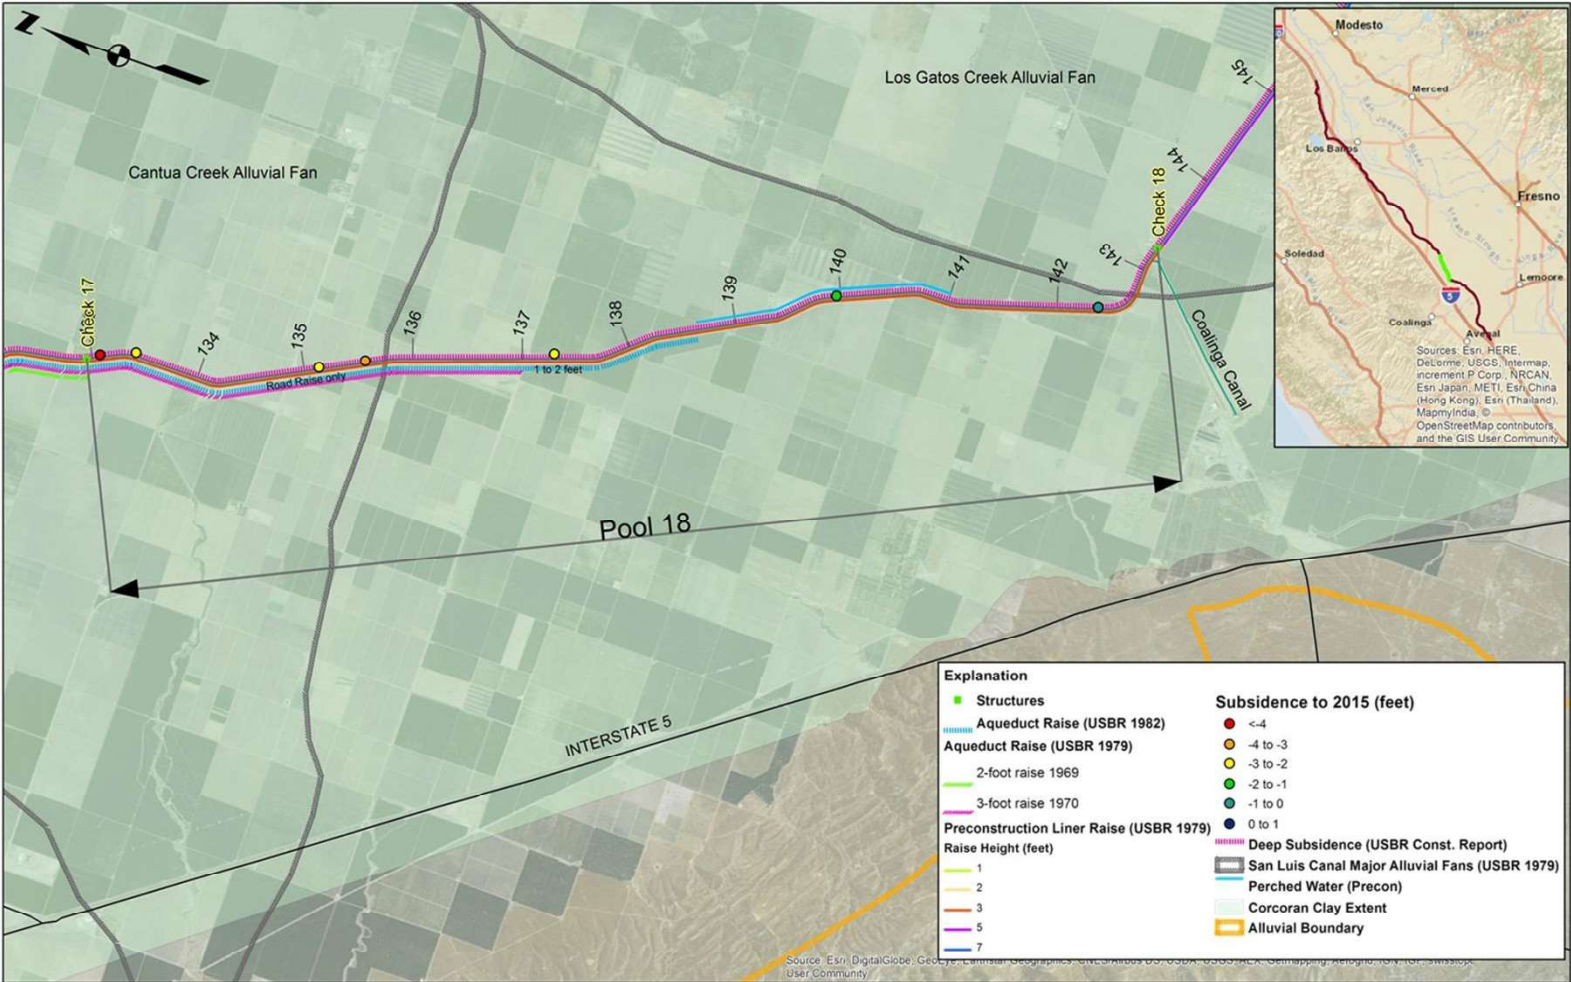 Z
Los Gatos Creek Alluvial Fan
Cantua Creek Alluvial Fan
Check 17
134
135
136
137
138
139
140
141
142
143
144
145
Check 18
Road Raise only
1 to 2 feet
Coalinga Canal
Pool 18
INTERSTATE 5
Modesto
Merced
Los Banos
Fresno
Soledad
Lemoore
5
Coalinga
Avenal
Sources: Esri, HERE,
DeLorme, USGS, Intermap,
increment P Corp., NRCAN,
Esri Japan, METI, Esri China
(Hong Kong), Esri (Thailand),
MapmyIndia, ©
OpenStreetMap contributors,
and the GIS User Community
Explanation
Structures
Aqueduct Raise (USBR 1982)
Aqueduct Raise (USBR 1979)
2-foot raise 1969
3-foot raise 1970
Preconstruction Liner Raise (USBR 1979)
Raise Height (feet)
1
2
3
5
7
Subsidence to 2015 (feet)
<-4
-4 to -3
-3 to -2
-2 to -1
-1 to 0
0 to 1
Deep Subsidence (USBR Const. Report)
San Luis Canal Major Alluvial Fans (USBR 1979)
Perched Water (Precon)
Corcoran Clay Extent
Alluvial Boundary
Source: Esri, DigitalGlobe, GeoEye,
User Community